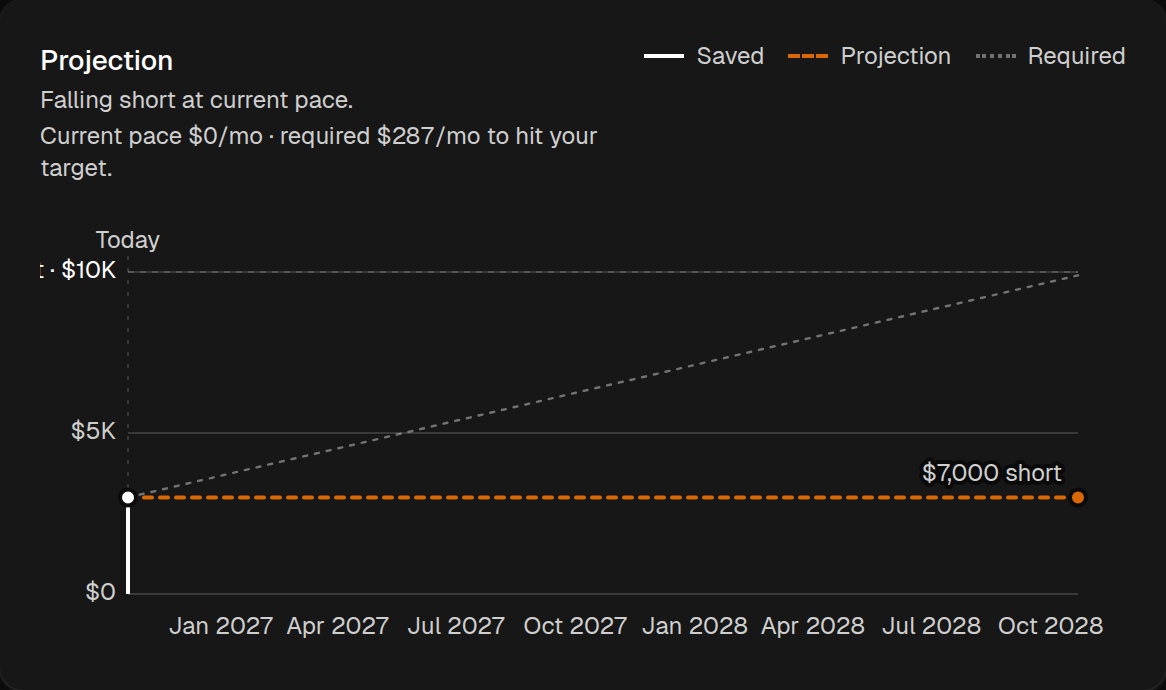 Projection
Saved
Projection
Required
Falling short at current pace.
Current pace $0/mo · required $287/mo to hit your
target.
Today
t · $10K
$5K
$7,000 short
$0
Jan 2027 Apr 2027 Jul 2027 Oct 2027 Jan 2028 Apr 2028 Jul 2028 Oct 2028